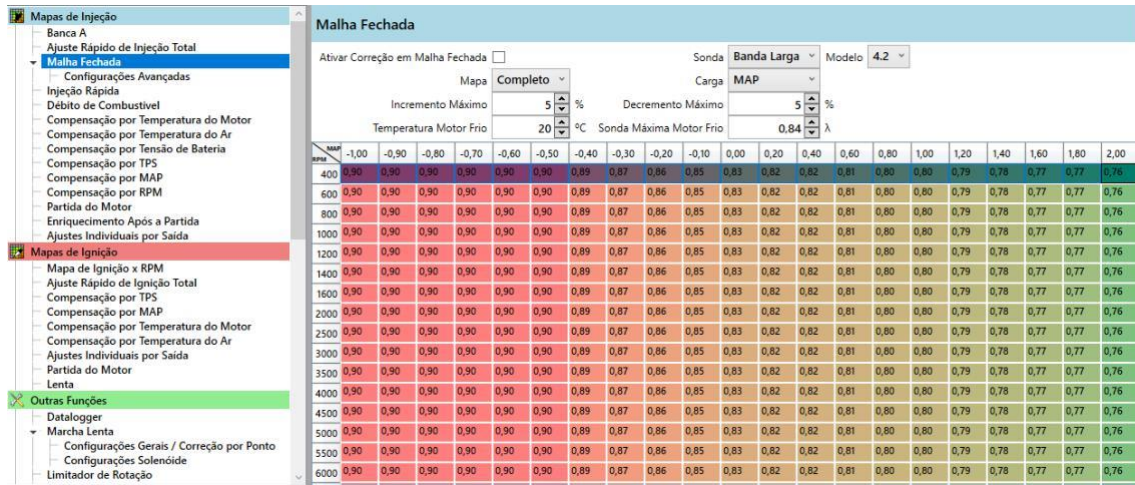 Mapas de Injeção
Banca A
Ajuste Rápido de Injeção Total
Malha Fechada
Configurações Avançadas
Injeção Rápida
Débito de Combustivel
Compensação por Temperatura do Motor
Compensação por Temperatura do Ar
Compensação por Tensão de Bateria
Compensação por TPS
Compensação por MAP
Compensação por RPM
Partida do Motor
Enriquecimento Após a Partida
Ajustes Individuais por Saída
Mapas de Ignição
Mapa de Ignição x RPM
Ajuste Rápido de Ignição Total
Compensação por TPS
Compensação por MAP
Compensação por Temperatura do Motor
Compensação por Temperatura do Ar
Ajustes Individuais por Saída
Partida do Motor
Lenta
Outras Funções
Datalogger
Marcha Lenta
Configurações Gerais / Correção por Ponto
Configurações Solenóide
Limitador de Rotação
Malha Fechada
Ativar Correção em Malha Fechada Sonda Banda Larga Modelo 4.2
Mapa Completo Carga MAP
Incremento Máximo 5 % Decremento Máximo 5 %
Temperatura Motor Frio 20 ºC Sonda Máxima Motor Frio 0,84 λ
MAP
RPM -1,00 -0,90 -0,80 -0,70 -0,60 -0,50 -0,40 -0,30 -0,20 -0,10 0,00 0,20 0,40 0,60 0,80 1,00 1,20 1,40 1,60 1,80 2,00
400 0,90 0,90 0,90 0,90 0,90 0,90 0,89 0,87 0,86 0,85 0,83 0,82 0,82 0,81 0,80 0,80 0,79 0,78 0,77 0,77 0,76
600 0,90 0,90 0,90 0,90 0,90 0,90 0,89 0,87 0,86 0,85 0,83 0,82 0,82 0,81 0,80 0,80 0,79 0,78 0,77 0,77 0,76
800 0,90 0,90 0,90 0,90 0,90 0,90 0,89 0,87 0,86 0,85 0,83 0,82 0,82 0,81 0,80 0,80 0,79 0,78 0,77 0,77 0,76
1000 0,90 0,90 0,90 0,90 0,90 0,90 0,89 0,87 0,86 0,85 0,83 0,82 0,82 0,81 0,80 0,80 0,79 0,78 0,77 0,77 0,76
1200 0,90 0,90 0,90 0,90 0,90 0,90 0,89 0,87 0,86 0,85 0,83 0,82 0,82 0,81 0,80 0,80 0,79 0,78 0,77 0,77 0,76
1400 0,90 0,90 0,90 0,90 0,90 0,90 0,89 0,87 0,86 0,85 0,83 0,82 0,82 0,81 0,80 0,80 0,79 0,78 0,77 0,77 0,76
1600 0,90 0,90 0,90 0,90 0,90 0,90 0,89 0,87 0,86 0,85 0,83 0,82 0,82 0,81 0,80 0,80 0,79 0,78 0,77 0,77 0,76
2000 0,90 0,90 0,90 0,90 0,90 0,90 0,89 0,87 0,86 0,85 0,83 0,82 0,82 0,81 0,80 0,80 0,79 0,78 0,77 0,77 0,76
2500 0,90 0,90 0,90 0,90 0,90 0,90 0,89 0,87 0,86 0,85 0,83 0,82 0,82 0,81 0,80 0,80 0,79 0,78 0,77 0,77 0,76
3000 0,90 0,90 0,90 0,90 0,90 0,90 0,89 0,87 0,86 0,85 0,83 0,82 0,82 0,81 0,80 0,80 0,79 0,78 0,77 0,77 0,76
3500 0,90 0,90 0,90 0,90 0,90 0,90 0,89 0,87 0,86 0,85 0,83 0,82 0,82 0,81 0,80 0,80 0,79 0,78 0,77 0,77 0,76
4000 0,90 0,90 0,90 0,90 0,90 0,90 0,89 0,87 0,86 0,85 0,83 0,82 0,82 0,81 0,80 0,80 0,79 0,78 0,77 0,77 0,76
4500 0,90 0,90 0,90 0,90 0,90 0,90 0,89 0,87 0,86 0,85 0,83 0,82 0,82 0,81 0,80 0,80 0,79 0,78 0,77 0,77 0,76
5000 0,90 0,90 0,90 0,90 0,90 0,90 0,89 0,87 0,86 0,85 0,83 0,82 0,82 0,81 0,80 0,80 0,79 0,78 0,77 0,77 0,76
5500 0,90 0,90 0,90 0,90 0,90 0,90 0,89 0,87 0,86 0,85 0,83 0,82 0,82 0,81 0,80 0,80 0,79 0,78 0,77 0,77 0,76
6000 0,90 0,90 0,90 0,90 0,90 0,90 0,89 0,87 0,86 0,85 0,83 0,82 0,82 0,81 0,80 0,80 0,79 0,78 0,77 0,77 0,76